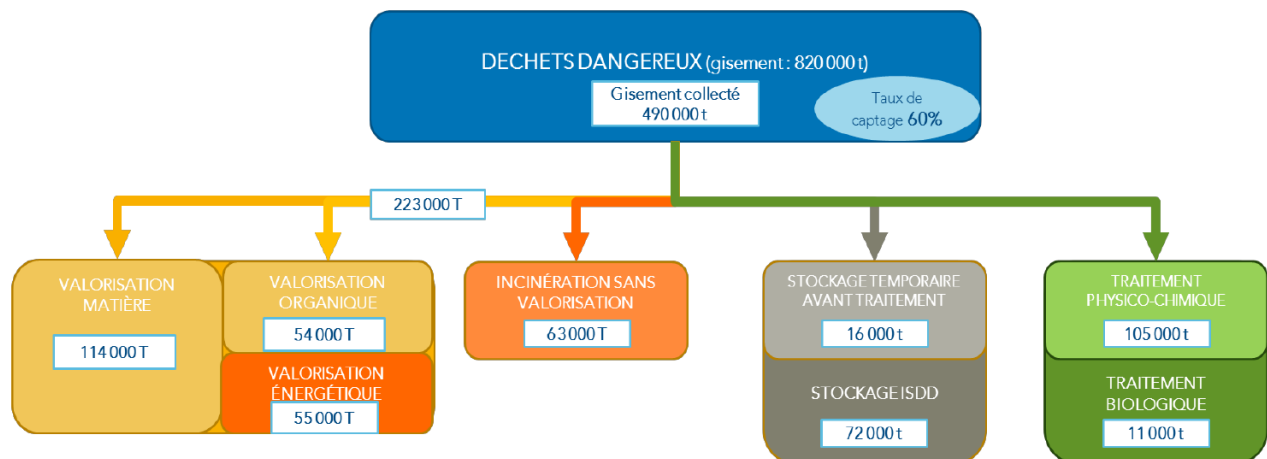 DECHETS DANGEREUX (gisement : 820 000 t)
Gisement collecté
490 000 t
Taux de
captage 60%
223 000 T
VALORISATION
MATIÈRE
114 000 T
VALORISATION
ORGANIQUE
54 000 T
VALORISATION
ÉNERGÉTIQUE
55 000 T
INCINÉRATION SANS
VALORISATION
63 000 T
STOCKAGE TEMPORAIRE
AVANT TRAITEMENT
16 000 t
STOCKAGE ISDD
72 000 t
TRAITEMENT
PHYSICO-CHIMIQUE
105 000 t
TRAITEMENT
BIOLOGIQUE
11 000 t